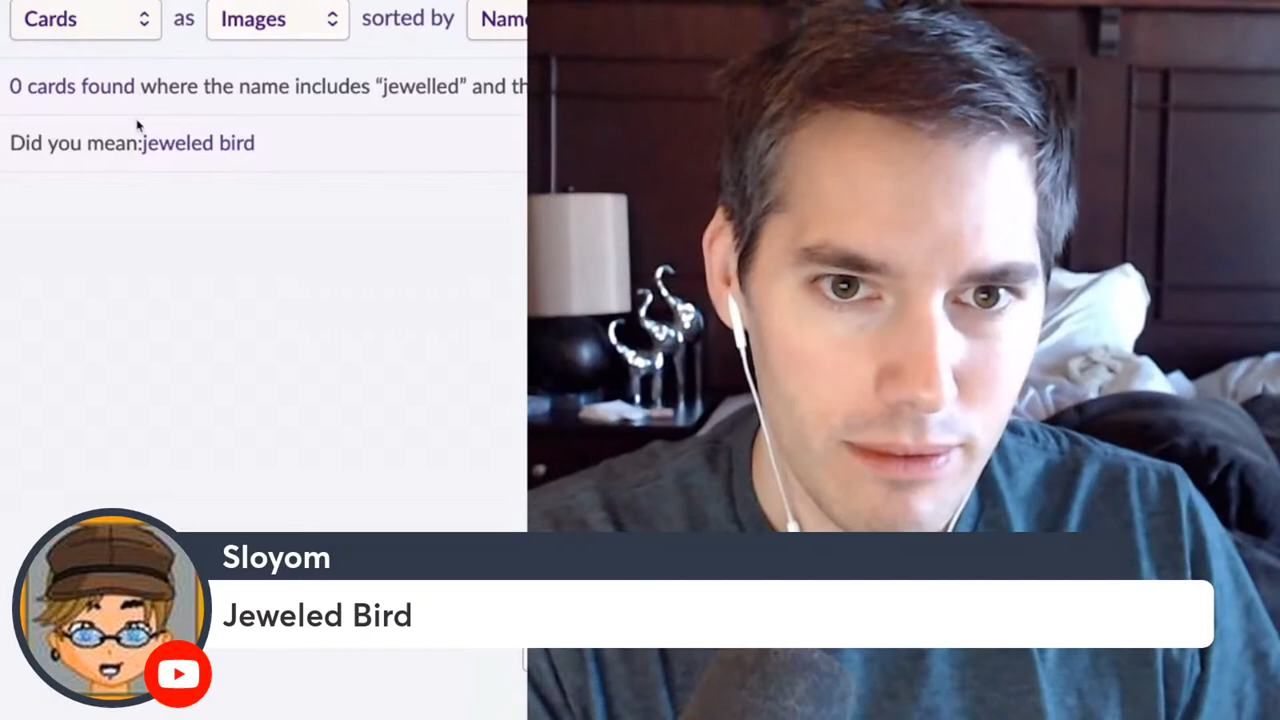 Cards as Images sorted by Name
0 cards found where the name includes “jewelled” and th
Did you mean:jeweled bird
Sloyom
Jeweled Bird